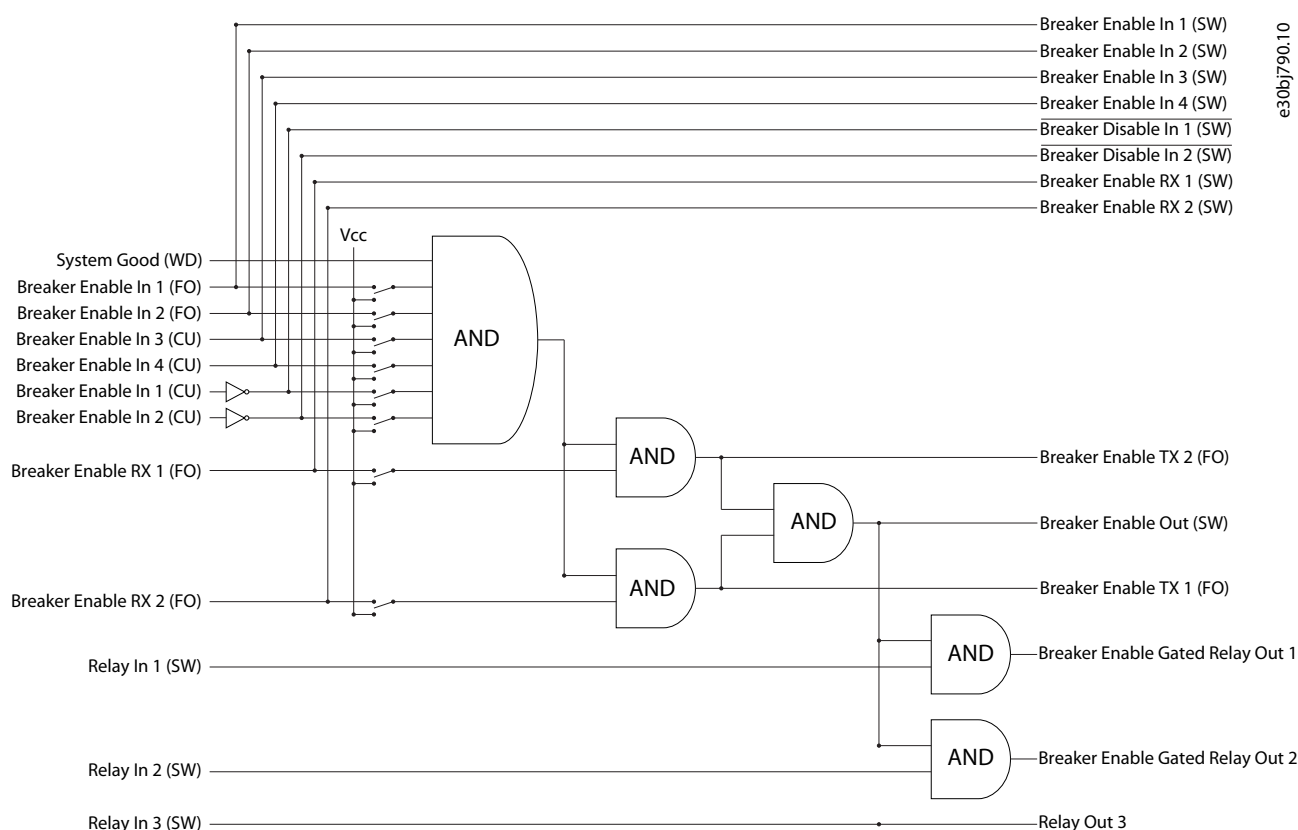 Breaker Enable In 1 (SW)
Breaker Enable In 2 (SW)
Breaker Enable In 3 (SW)
Breaker Enable In 4 (SW)
Breaker Disable In 1 (SW)
Breaker Disable In 2 (SW)
Breaker Enable RX 1 (SW)
Breaker Enable RX 2 (SW)
e30bj790.10
Vcc
System Good (WD)
Breaker Enable In 1 (FO)
Breaker Enable In 2 (FO)
Breaker Enable In 3 (CU)
Breaker Enable In 4 (CU)
Breaker Enable In 1 (CU)
Breaker Enable In 2 (CU)
AND
Breaker Enable RX 1 (FO)
AND
Breaker Enable TX 2 (FO)
AND
Breaker Enable Out (SW)
Breaker Enable RX 2 (FO)
AND
Breaker Enable TX 1 (FO)
Relay In 1 (SW)
AND
Breaker Enable Gated Relay Out 1
Relay In 2 (SW)
AND
Breaker Enable Gated Relay Out 2
Relay In 3 (SW)
Relay Out 3